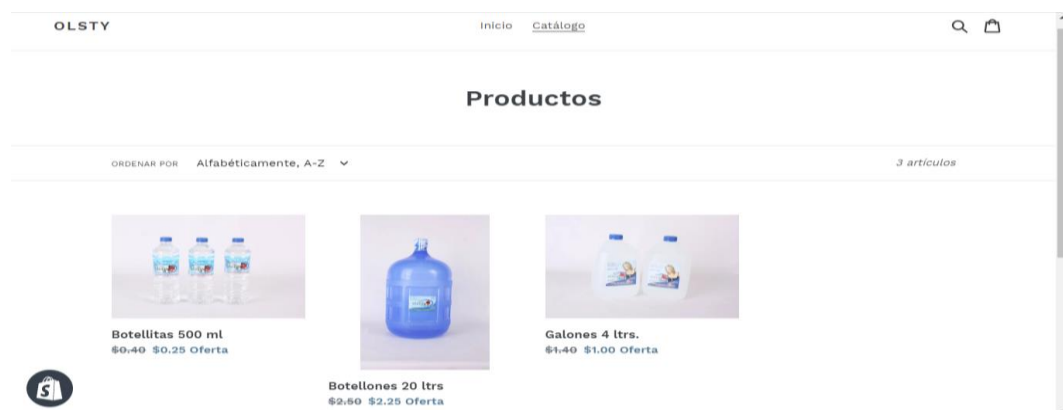 OLSTY
Inicio Catálogo
Productos
ORDENAR POR Alfabéticamente, A-Z
3 artículos
Botellitas 500 ml
$0.40 $0.25 Oferta
Botellones 20 ltrs
$2.50 $2.25 Oferta
Galones 4 ltrs.
$1.40 $1.00 Oferta